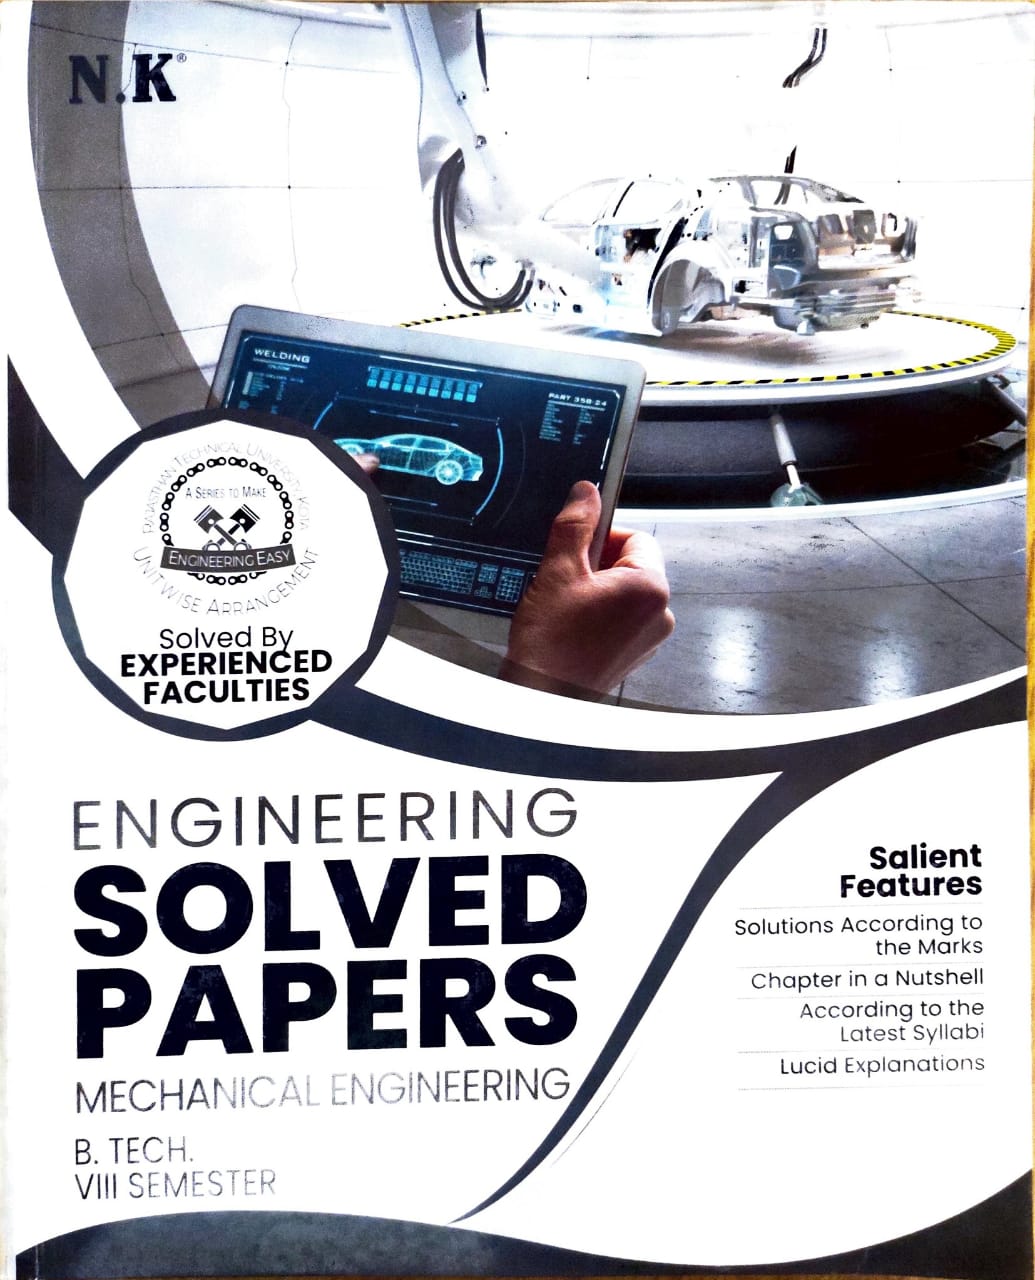 N.K®
WELDING
PART 358-24
RAJASTHAN TECHNICAL UNIVERSITY KOTA
A SERIES TO MAKE
ENGINEERING EASY
UNITWISE ARRANGEMENT
Solved By
EXPERIENCED
FACULTIES
ENGINEERING
SOLVED
PAPERS
MECHANICAL ENGINEERING
B. TECH.
VIII SEMESTER
Salient
Features
Solutions According to
the Marks
Chapter in a Nutshell
According to the
Latest Syllabi
Lucid Explanations